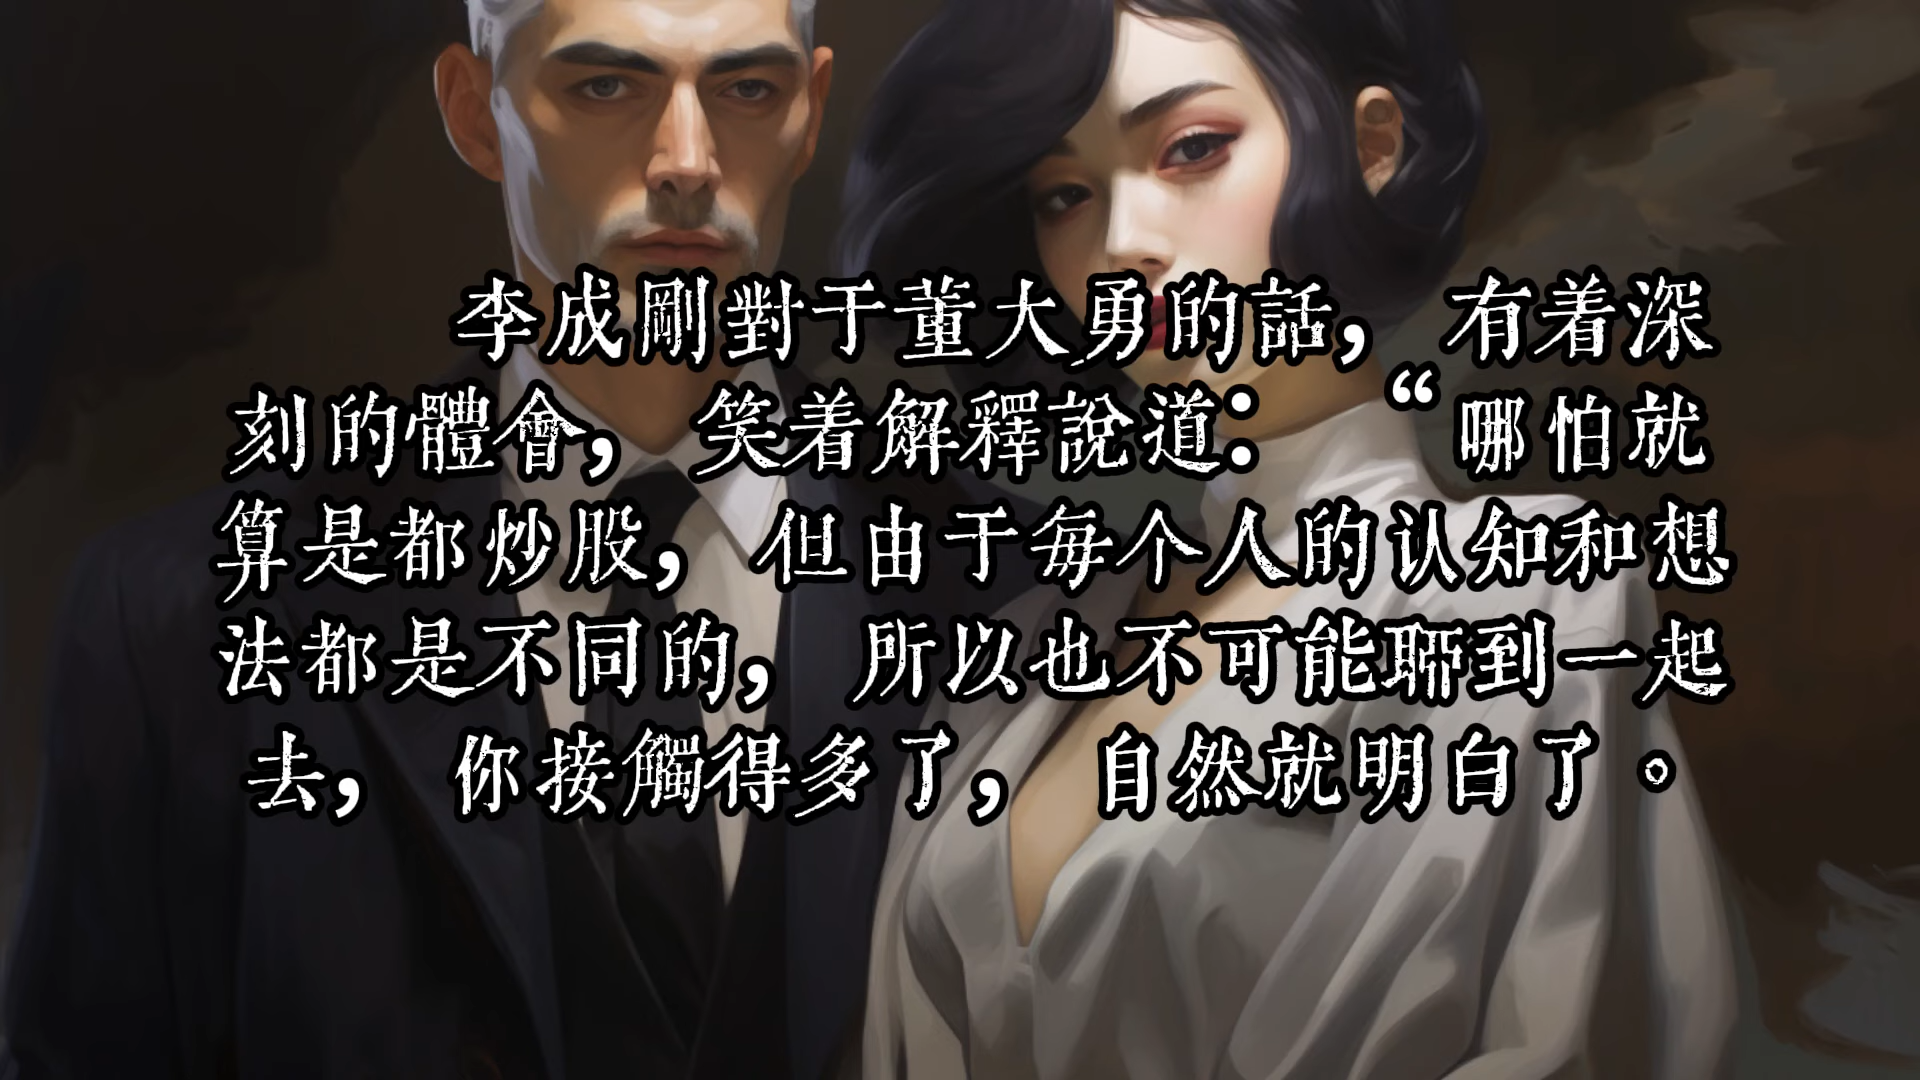 李成剛對于董大勇的話，有着深
刻的體會，笑着解釋說道：“哪怕就
算是都炒股，但由于每个人的认知和想
法都是不同的，所以也不可能聊到一起
去，你接觸得多了，自然就明白了。